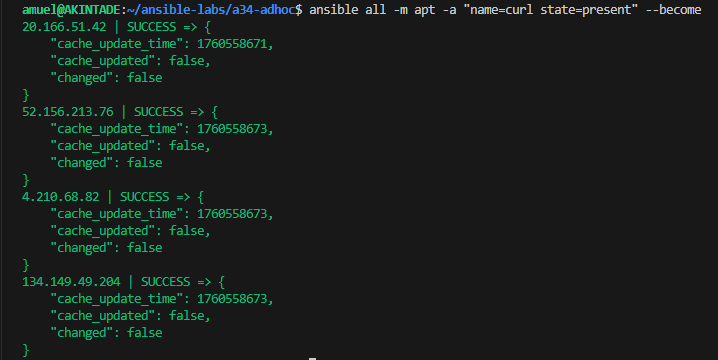 amuel@AKINTADE:~/ansible-labs/a34-adhoc$ ansible all -m apt -a "name=curl state=present" --become
20.166.51.42 | SUCCESS => {
    "cache_update_time": 1760558671,
    "cache_updated": false,
    "changed": false
}
52.156.213.76 | SUCCESS => {
    "cache_update_time": 1760558673,
    "cache_updated": false,
    "changed": false
}
4.210.68.82 | SUCCESS => {
    "cache_update_time": 1760558673,
    "cache_updated": false,
    "changed": false
}
134.149.49.204 | SUCCESS => {
    "cache_update_time": 1760558673,
    "cache_updated": false,
    "changed": false
}